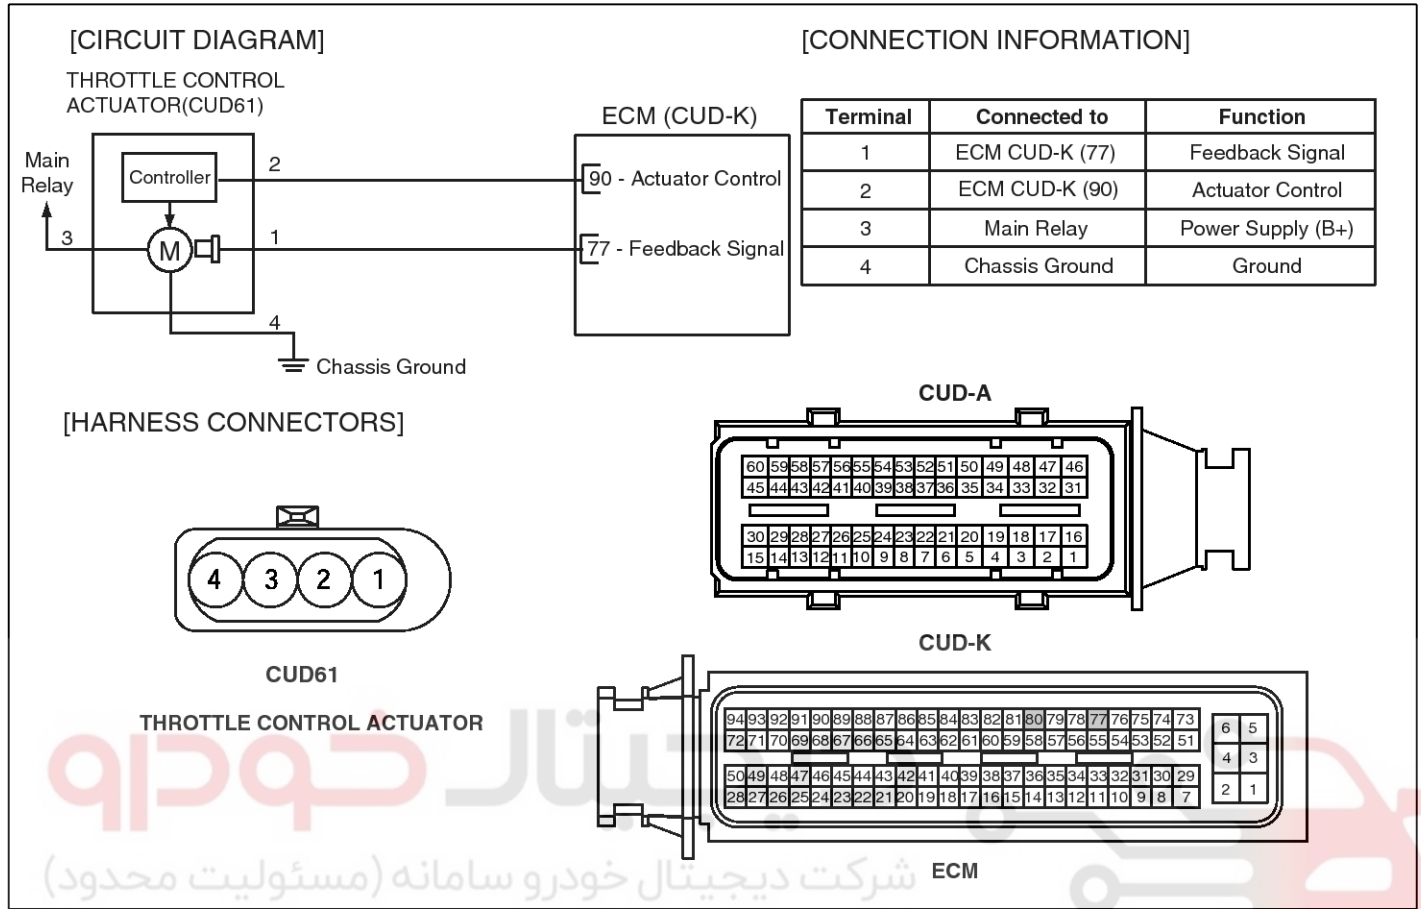 [CIRCUIT DIAGRAM]
THROTTLE CONTROL
ACTUATOR(CUD61)
Main
Relay
Controller
M
3
2
1
4
Chassis Ground
ECM (CUD-K)
90 - Actuator Control
77 - Feedback Signal
[CONNECTION INFORMATION]
Terminal Connected to Function
1 ECM CUD-K (77) Feedback Signal
2 ECM CUD-K (90) Actuator Control
3 Main Relay Power Supply (B+)
4 Chassis Ground Ground
[HARNESS CONNECTORS]
4 3 2 1
CUD61
THROTTLE CONTROL ACTUATOR
CUD-A
60 59 58 57 56 55 54 53 52 51 50 49 48 47 46
45 44 43 42 41 40 39 38 37 36 35 34 33 32 31
30 29 28 27 26 25 24 23 22 21 20 19 18 17 16
15 14 13 12 11 10 9 8 7 6 5 4 3 2 1
CUD-K
94 93 92 91 90 89 88 87 86 85 84 83 82 81 80 79 78 77 76 75 74 73
72 71 70 69 68 67 66 65 64 63 62 61 60 59 58 57 56 55 54 53 52 51
50 49 48 47 46 45 44 43 42 41 40 39 38 37 36 35 34 33 32 31 30 29
28 27 26 25 24 23 22 21 20 19 18 17 16 15 14 13 12 11 10 9 8 7
6 5
4 3
2 1
ECM
دیجیتال خودرو
شرکت دیجیتال خودرو سامانه (مسئولیت محدود)